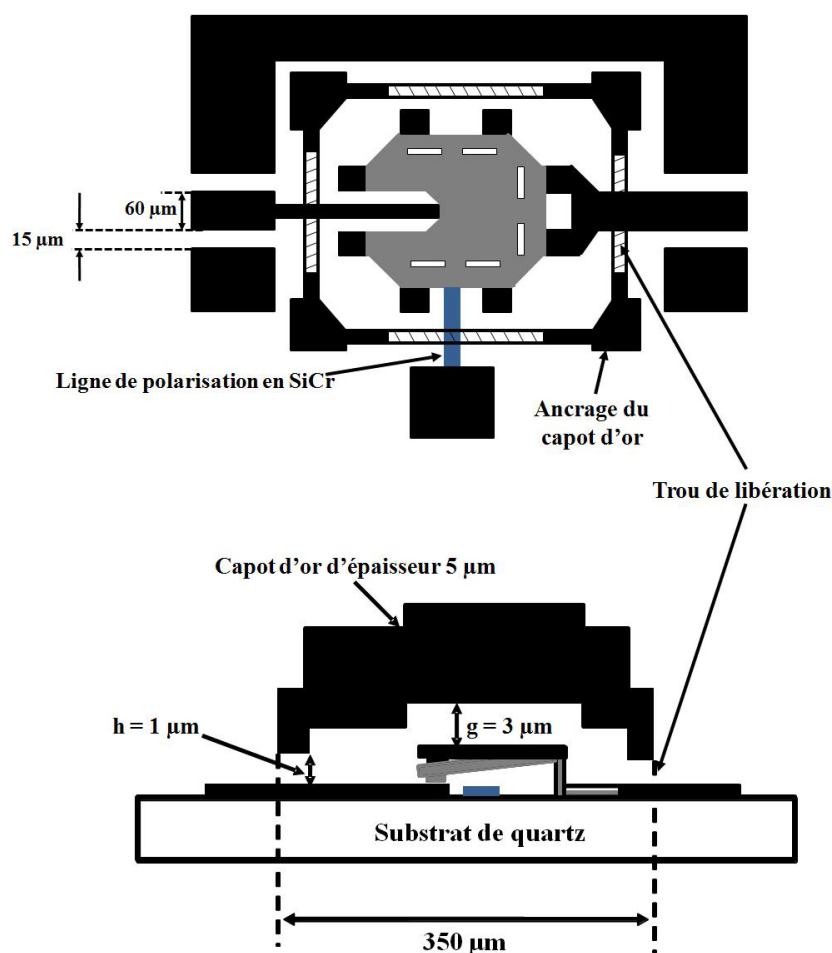 60 µm
15 µm
Ligne de polarisation en SiCr
Ancrage du
capot d'or
Trou de libération
Capot d'or d'épaisseur 5 µm
h = 1 µm
g = 3 µm
Substrat de quartz
350 µm